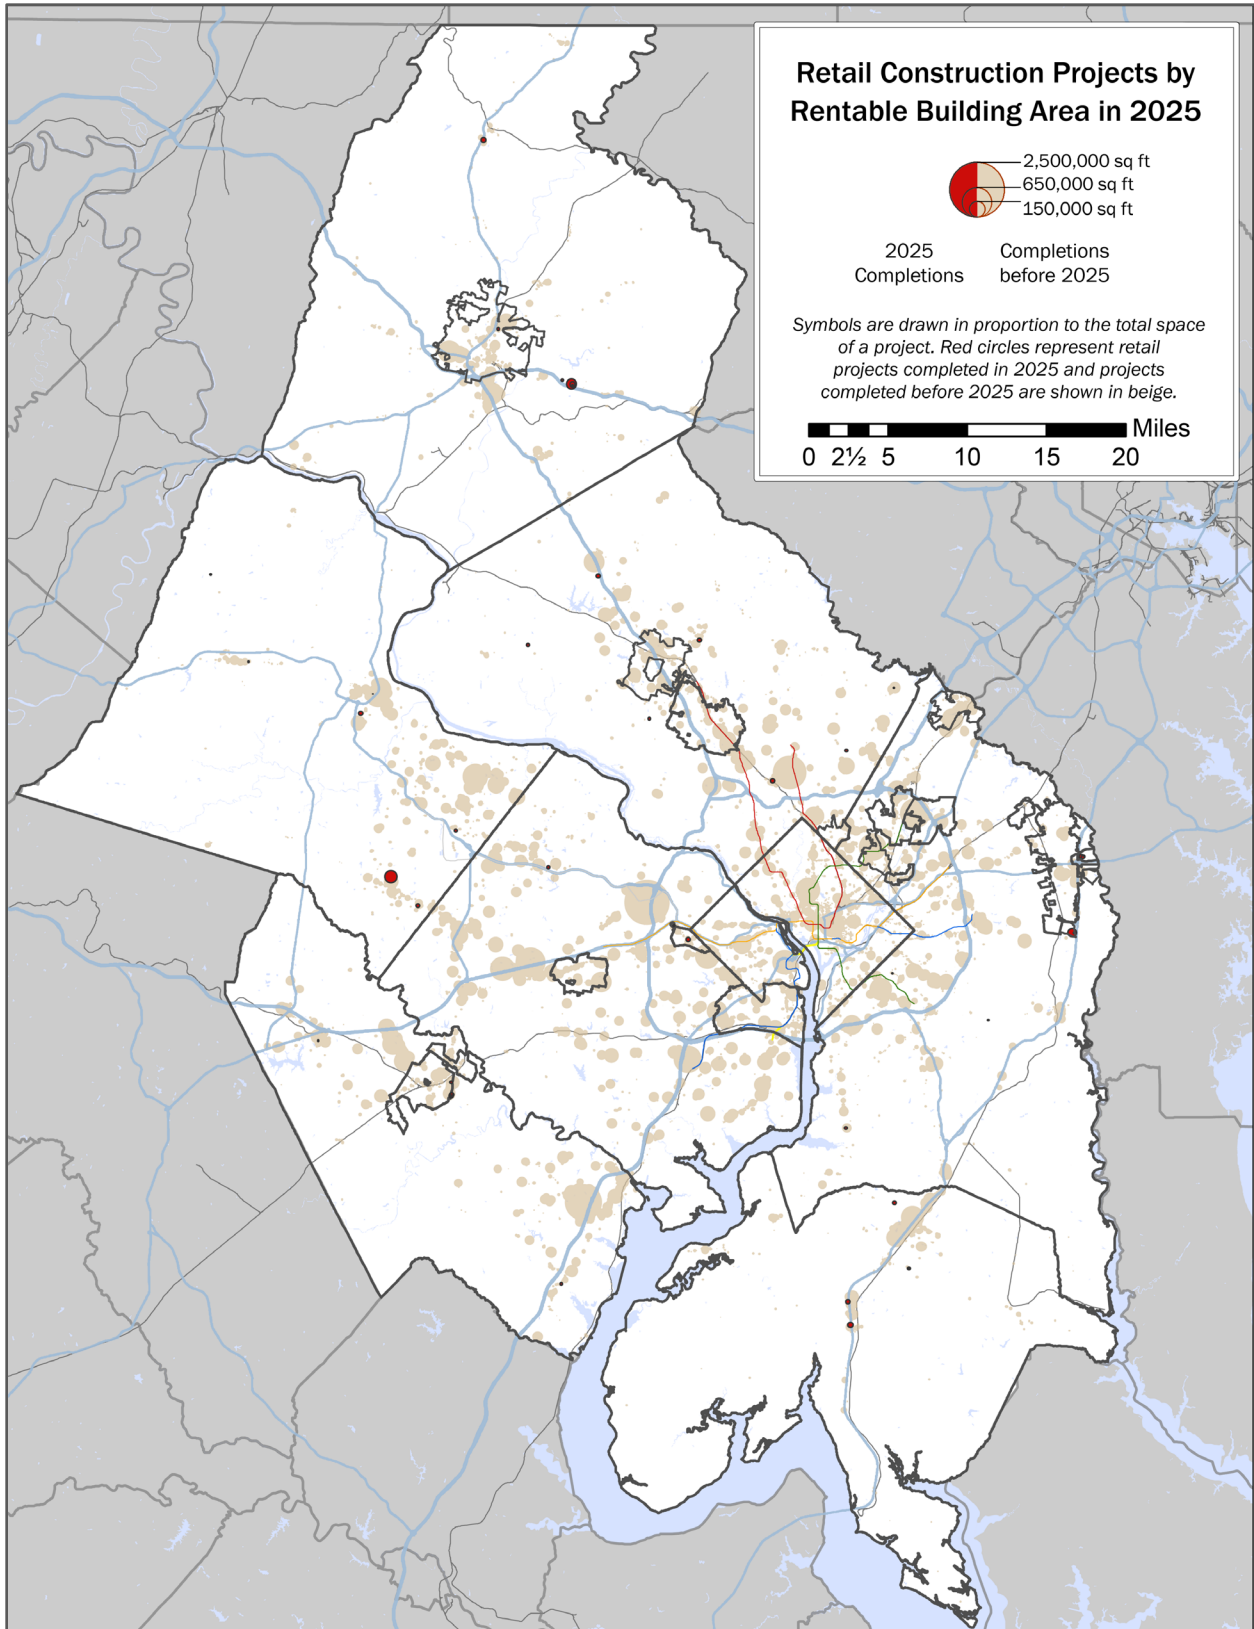 Retail Construction Projects by
Rentable Building Area in 2025
2,500,000 sq ft
650,000 sq ft
150,000 sq ft
2025
Completions
Completions
before 2025
Symbols are drawn in proportion to the total space
of a project. Red circles represent retail
projects completed in 2025 and projects
completed before 2025 are shown in beige.
Miles
0 2½ 5 10 15 20